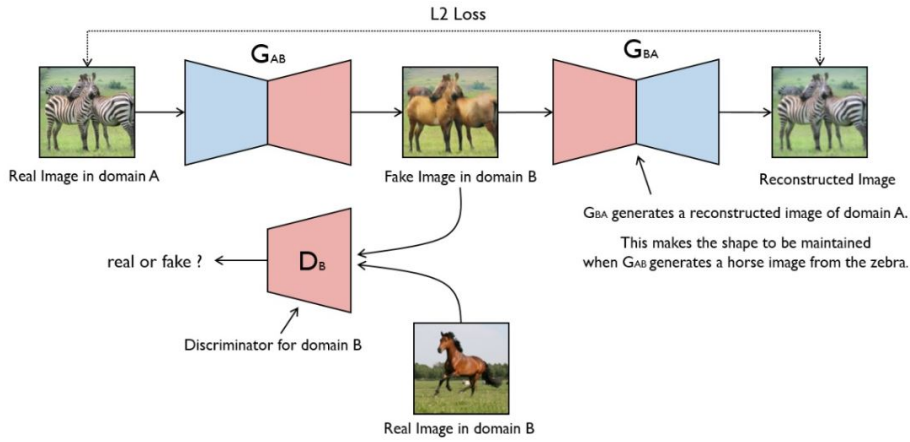 L2 Loss
GAB
GBA
Real Image in domain A
Fake Image in domain B
Reconstructed Image
GBA generates a reconstructed image of domain A.
This makes the shape to be maintained
when GAB generates a horse image from the zebra.
real or fake ?
DB
Discriminator for domain B
Real Image in domain B